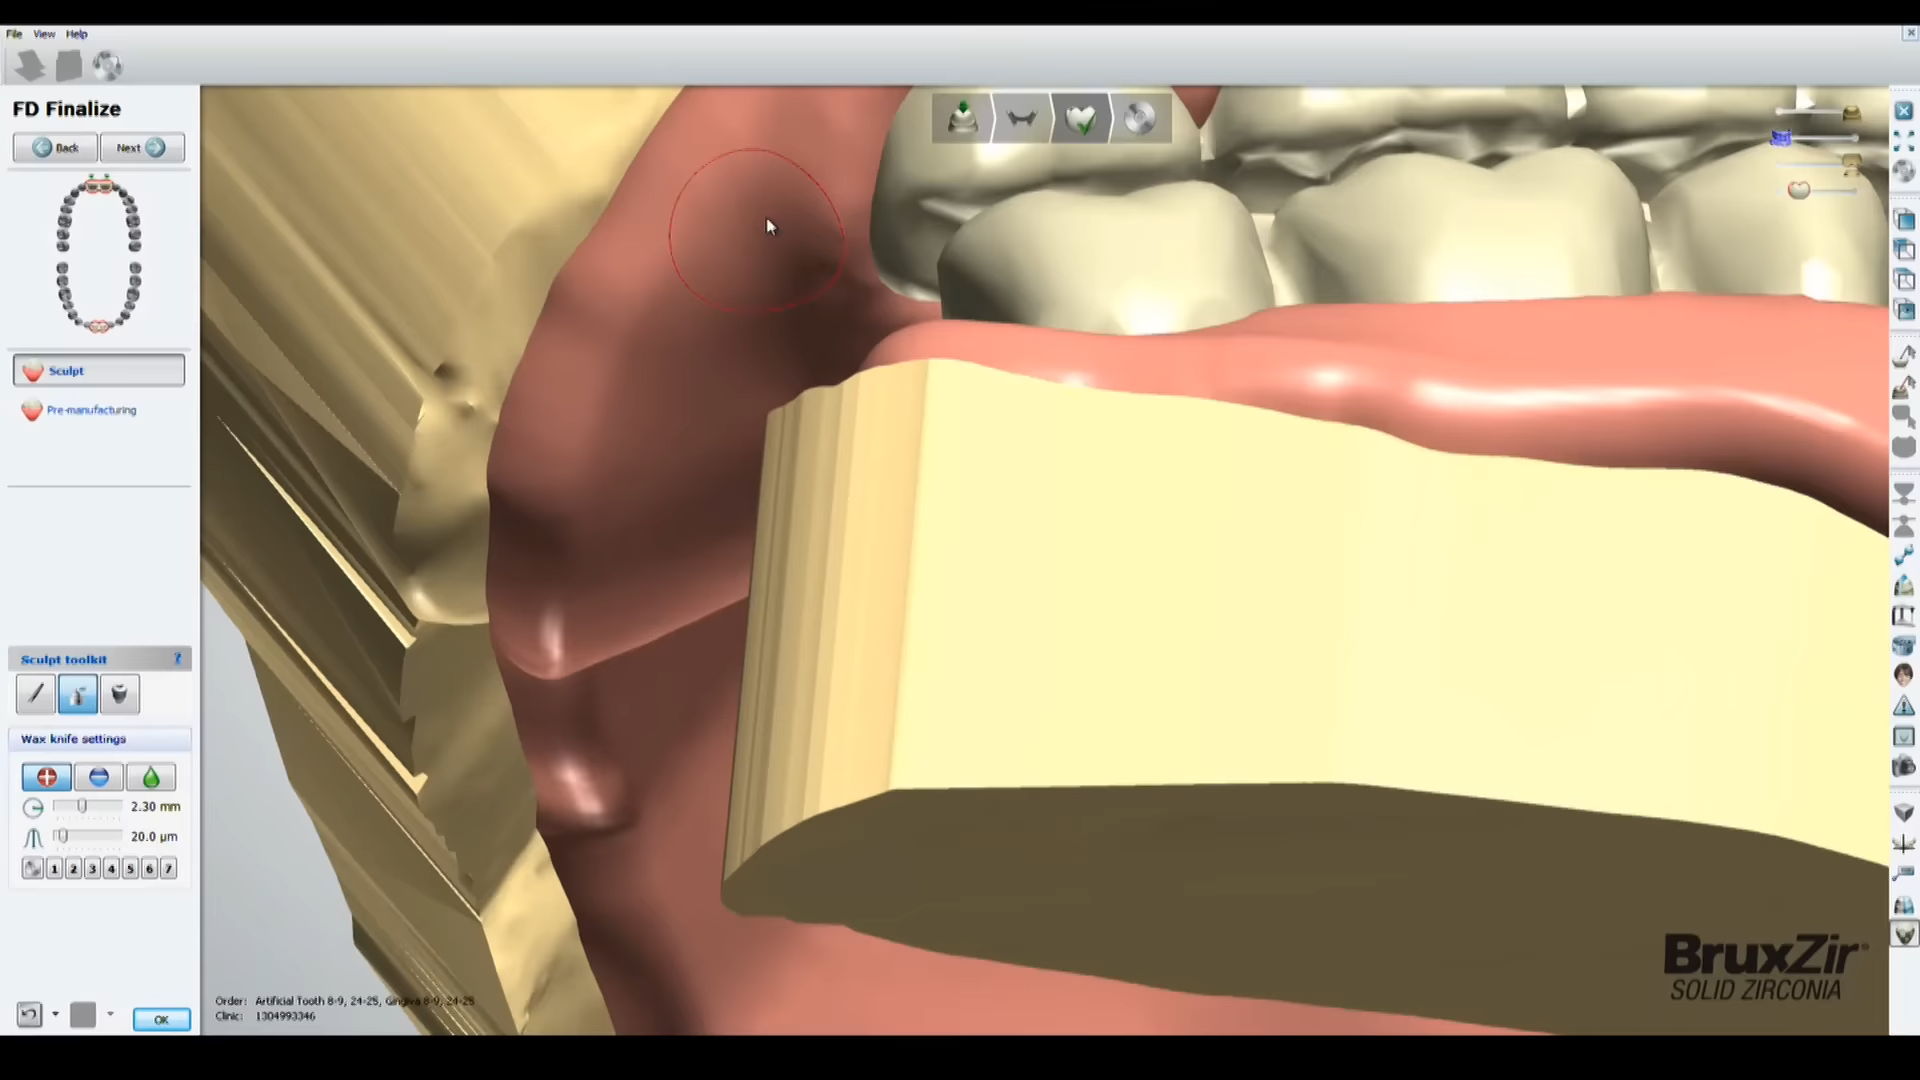 File View Help
FD Finalize
Back Next
Sculpt
Pre-manufacturing
Sculpt toolkit ?
Wax knife settings
2.30 mm
20.0 µm
1 2 3 4 5 6 7
OK
Order: Artificial Tooth 8-9, 24-25, Gingiva 8-9, 24-25
Clinic: 1304993346
BruxZir
SOLID ZIRCONIA